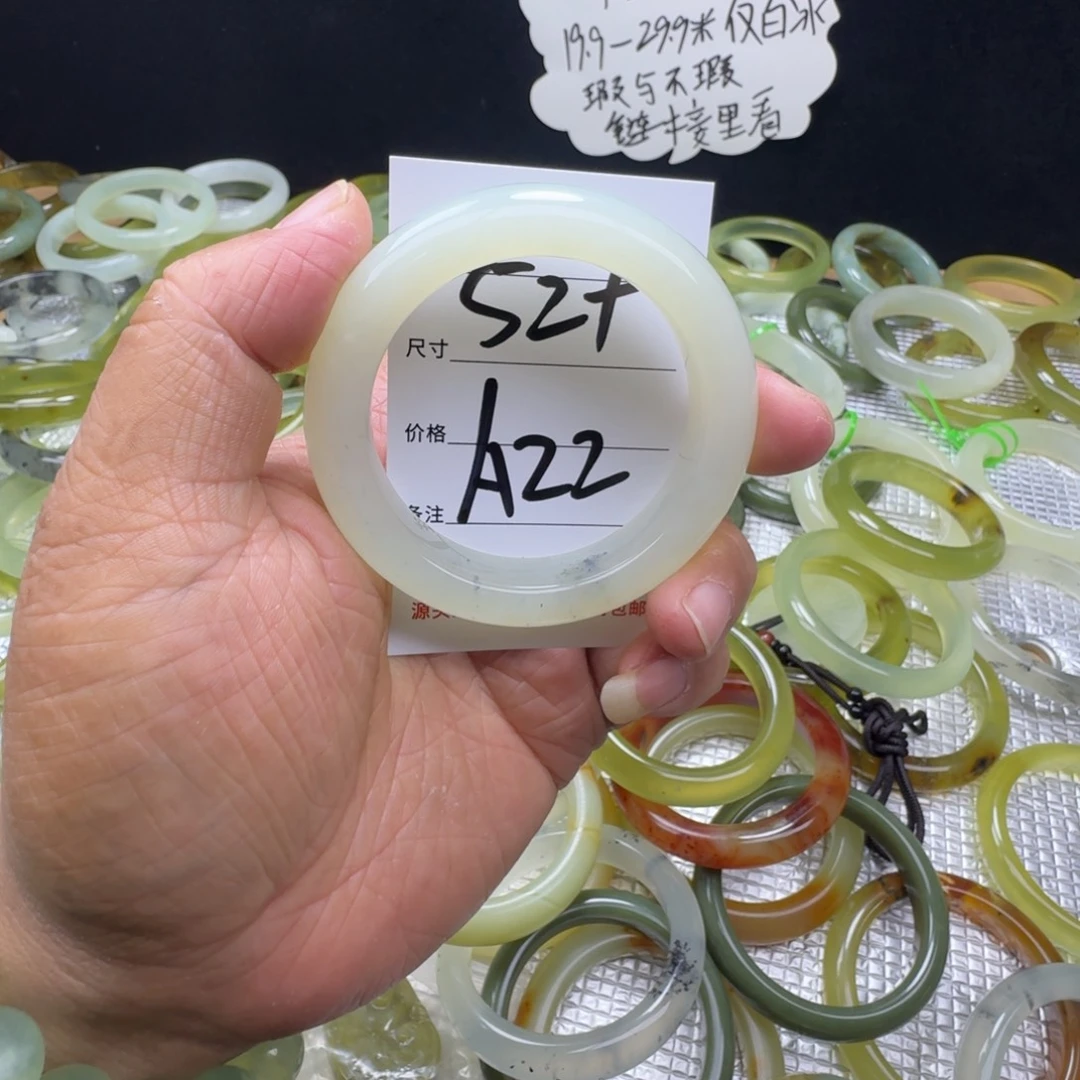 19.9－29.9米仅白冰
瑕与不瑕
链接里看
52+
尺寸
价格
A22
备注
源头
包邮